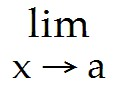 lim
x → a